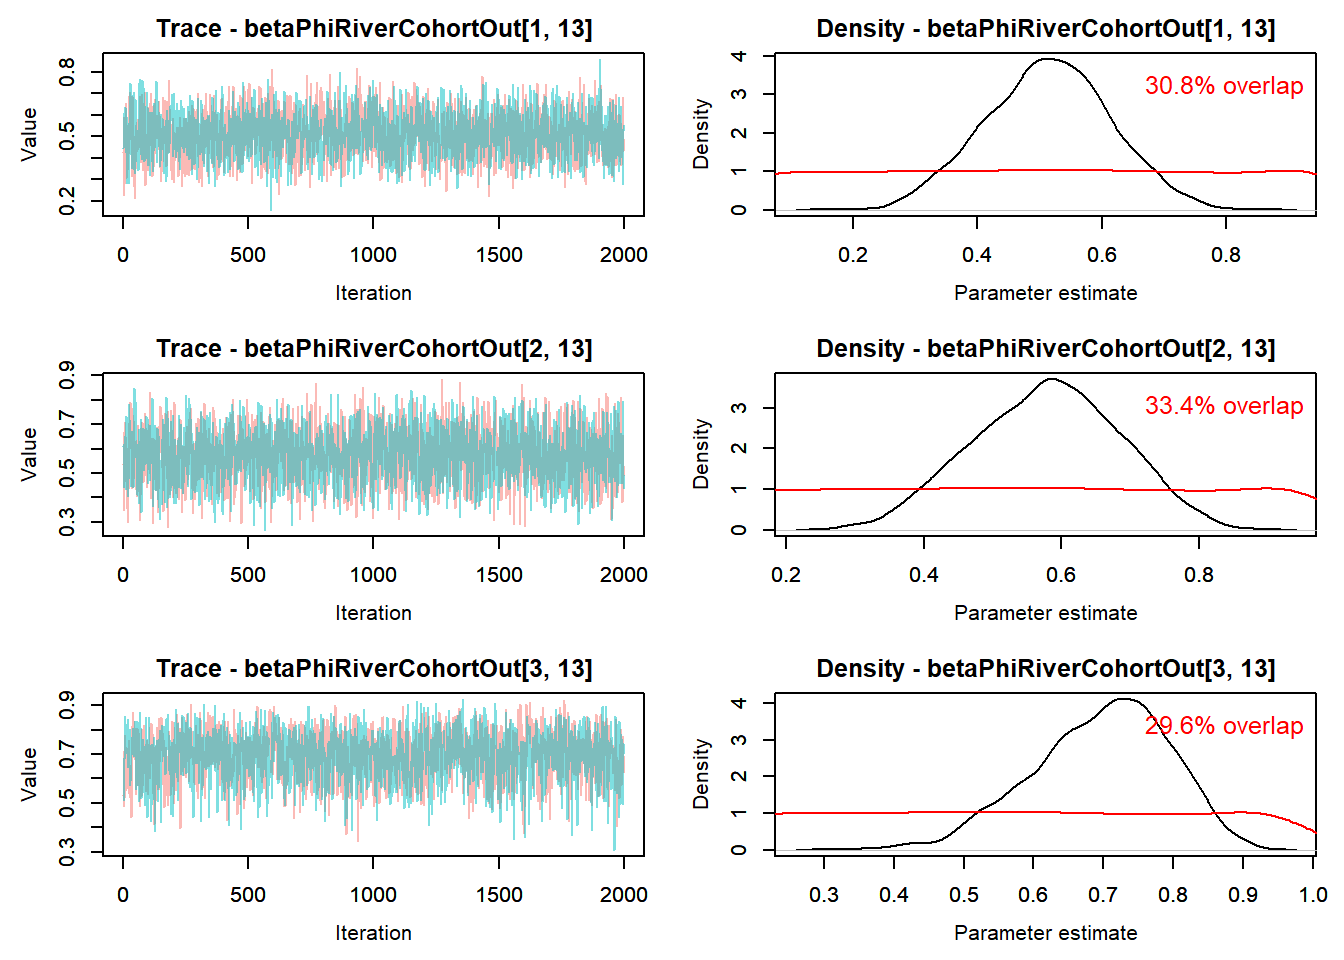 Trace - betaPhiRiverCohortOut[1, 13]
Value
0.2 0.5 0.8
0 500 1000 1500 2000
Iteration
Density - betaPhiRiverCohortOut[1, 13]
Density
0 1 2 3 4
30.8% overlap
0.2 0.4 0.6 0.8
Parameter estimate
Trace - betaPhiRiverCohortOut[2, 13]
Value
0.3 0.5 0.7 0.9
0 500 1000 1500 2000
Iteration
Density - betaPhiRiverCohortOut[2, 13]
Density
0 1 2 3
33.4% overlap
0.2 0.4 0.6 0.8
Parameter estimate
Trace - betaPhiRiverCohortOut[3, 13]
Value
0.3 0.5 0.7 0.9
0 500 1000 1500 2000
Iteration
Density - betaPhiRiverCohortOut[3, 13]
Density
0 1 2 3 4
29.6% overlap
0.3 0.4 0.5 0.6 0.7 0.8 0.9 1.0
Parameter estimate